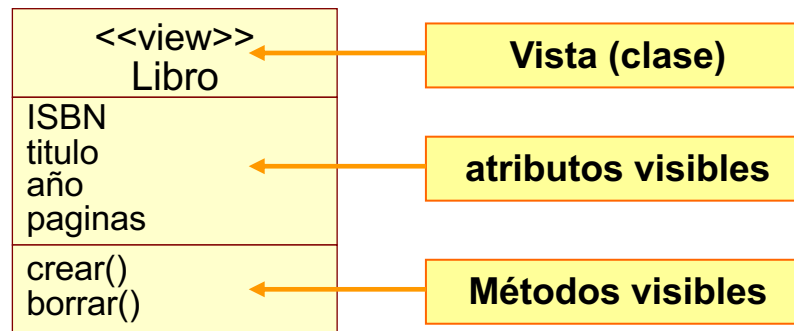 <<view>>
Libro
Vista (clase)
ISBN
titulo
año
paginas
atributos visibles
crear()
borrar()
Métodos visibles